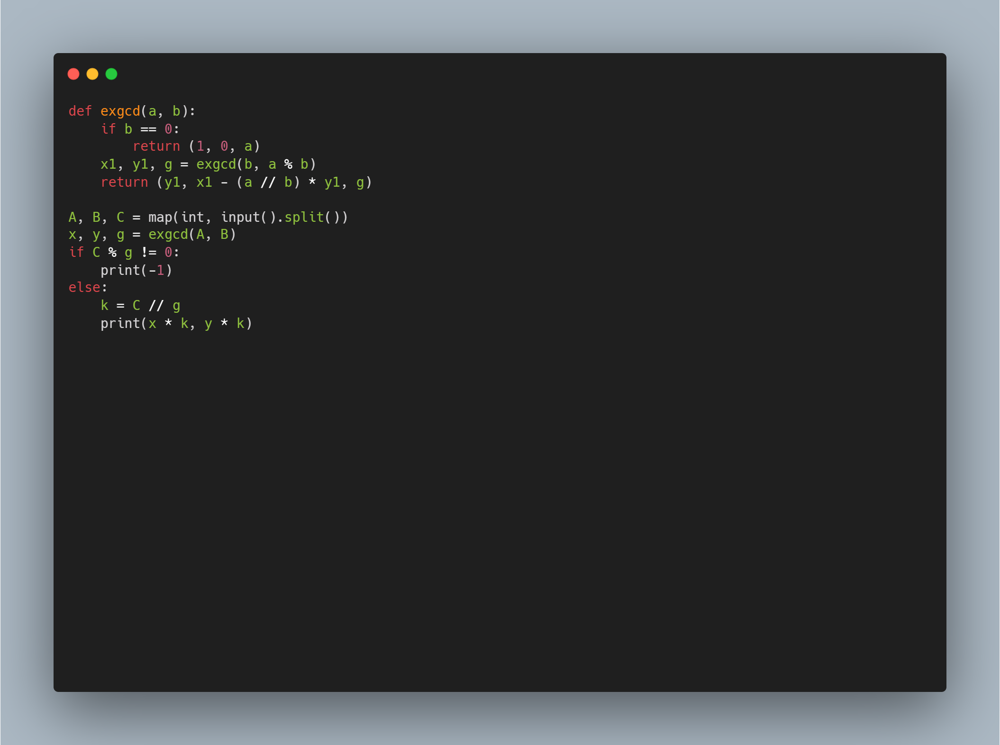 def exgcd(a, b):
    if b == 0:
        return (1, 0, a)
    x1, y1, g = exgcd(b, a % b)
    return (y1, x1 - (a // b) * y1, g)

A, B, C = map(int, input().split())
x, y, g = exgcd(A, B)
if C % g != 0:
    print(-1)
else:
    k = C // g
    print(x * k, y * k)